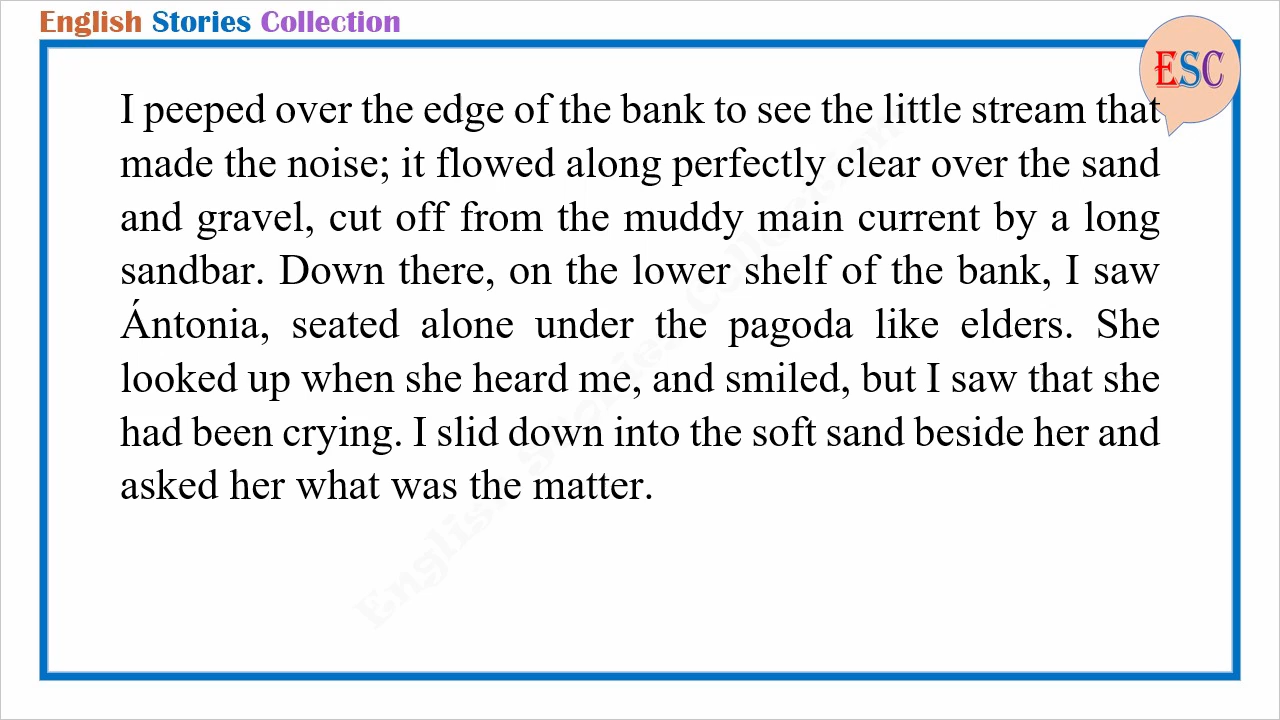 English Stories Collection
ESC
I peeped over the edge of the bank to see the little stream that
made the noise; it flowed along perfectly clear over the sand
and gravel, cut off from the muddy main current by a long
sandbar. Down there, on the lower shelf of the bank, I saw
Ántonia, seated alone under the pagoda like elders. She
looked up when she heard me, and smiled, but I saw that she
had been crying. I slid down into the soft sand beside her and
asked her what was the matter.
English Stories Collection